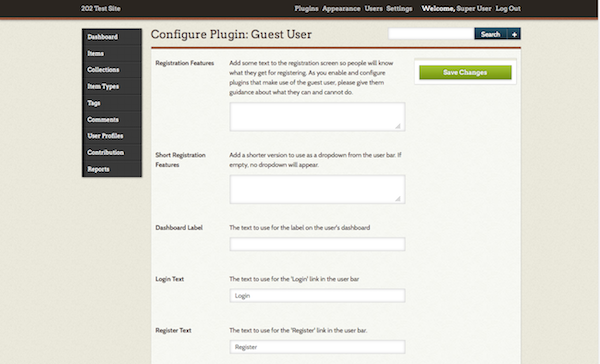 202 Test Site
Plugins Appearance Users Settings Welcome, Super User Log Out
Configure Plugin: Guest User
Search +
Dashboard
Items
Collections
Item Types
Tags
Comments
User Profiles
Contribution
Reports
Registration Features
Add some text to the registration screen so people will know
what they get for registering. As you enable and configure
plugins that make use of the guest user, please give them
guidance about what they can and cannot do.
Save Changes
Short Registration
Features
Add a shorter version to use as a dropdown from the user bar. If
empty, no dropdown will appear.
Dashboard Label
The text to use for the label on the user's dashboard
Login Text
The text to use for the 'Login' link in the user bar
Login
Register Text
The text to use for the 'Register' link in the user bar.
Register